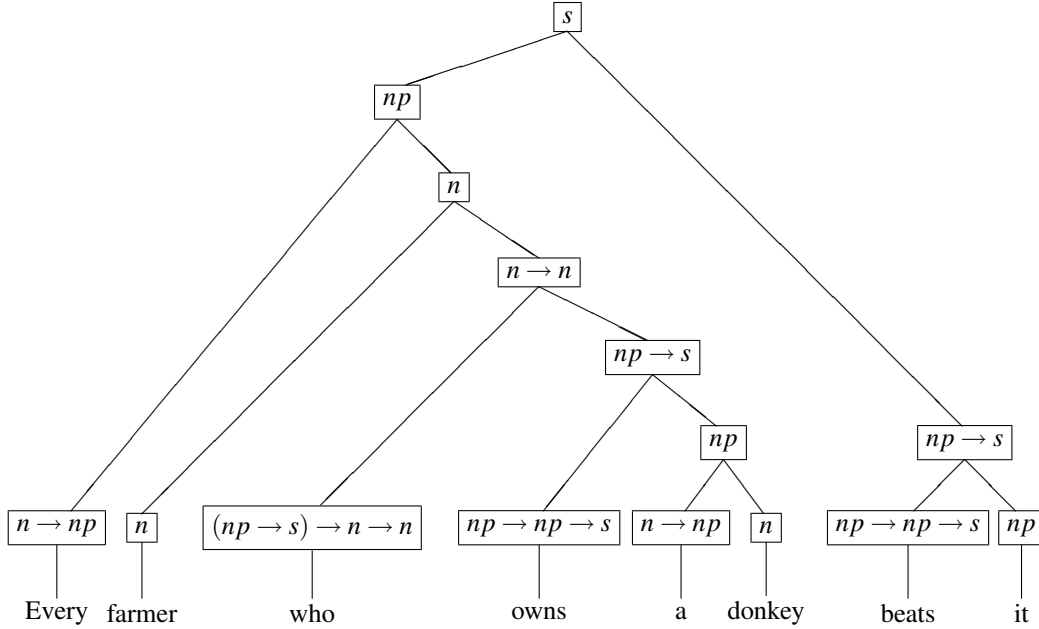 s
np
n
n → n
np → s
np np → s
n → np n (np → s) → n → n np → np → s n → np n np → np → s np
Every farmer who owns a donkey beats it